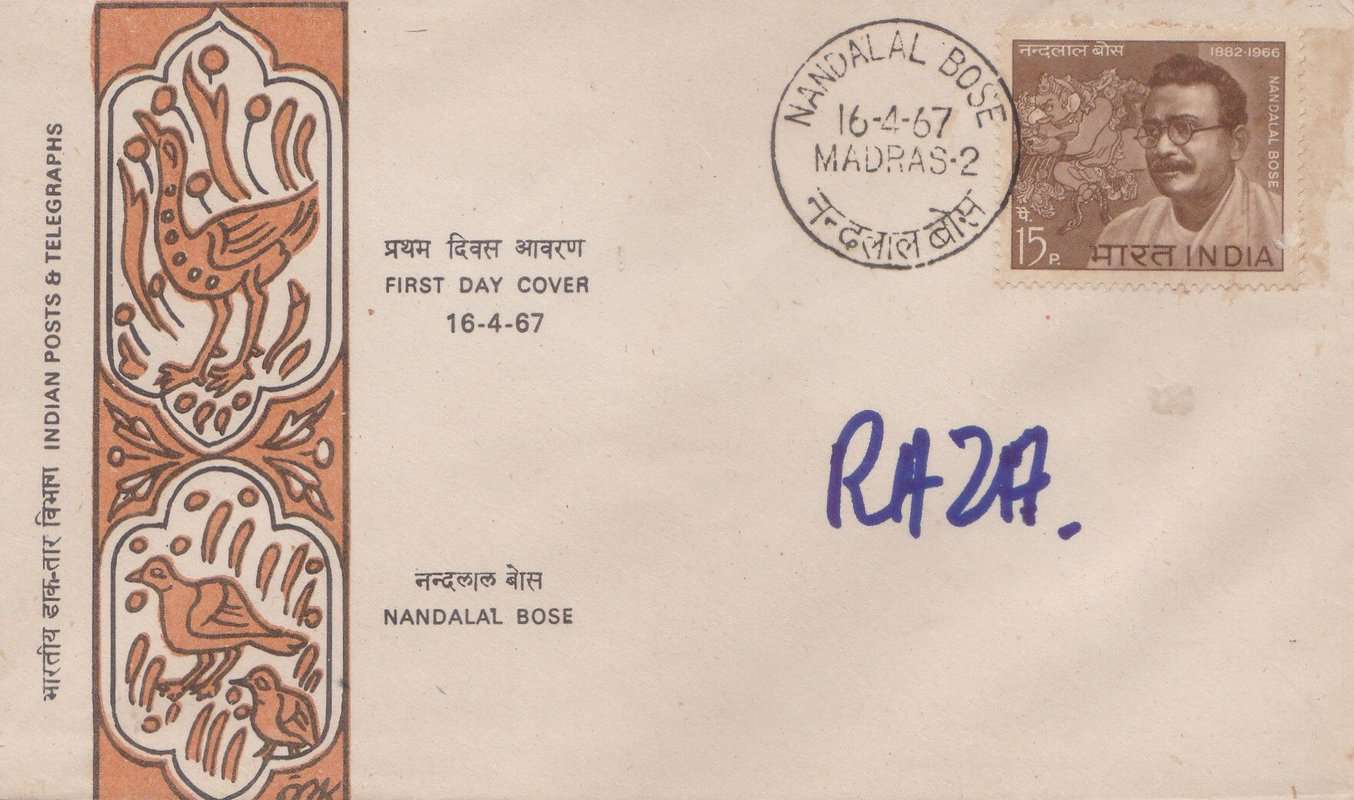 भारतीय डाक-तार विभाग INDIAN POSTS & TELEGRAPHS
प्रथम दिवस आवरण
FIRST DAY COVER
16-4-67
नन्दलाल बोस
NANDALAL BOSE
NANDALAL BOSE
16-4-67
MADRAS-2
नन्दलाल बोस
नन्दलाल बोस 1882-1966
NANDALAL BOSE
पै.
15 P.
भारत INDIA
RAZA.